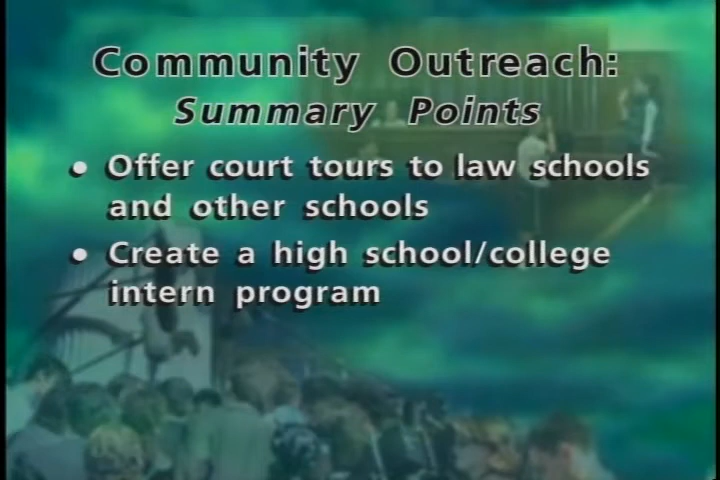 Community Outreach:
Summary Points
• Offer court tours to law schools
and other schools
• Create a high school/college
intern program